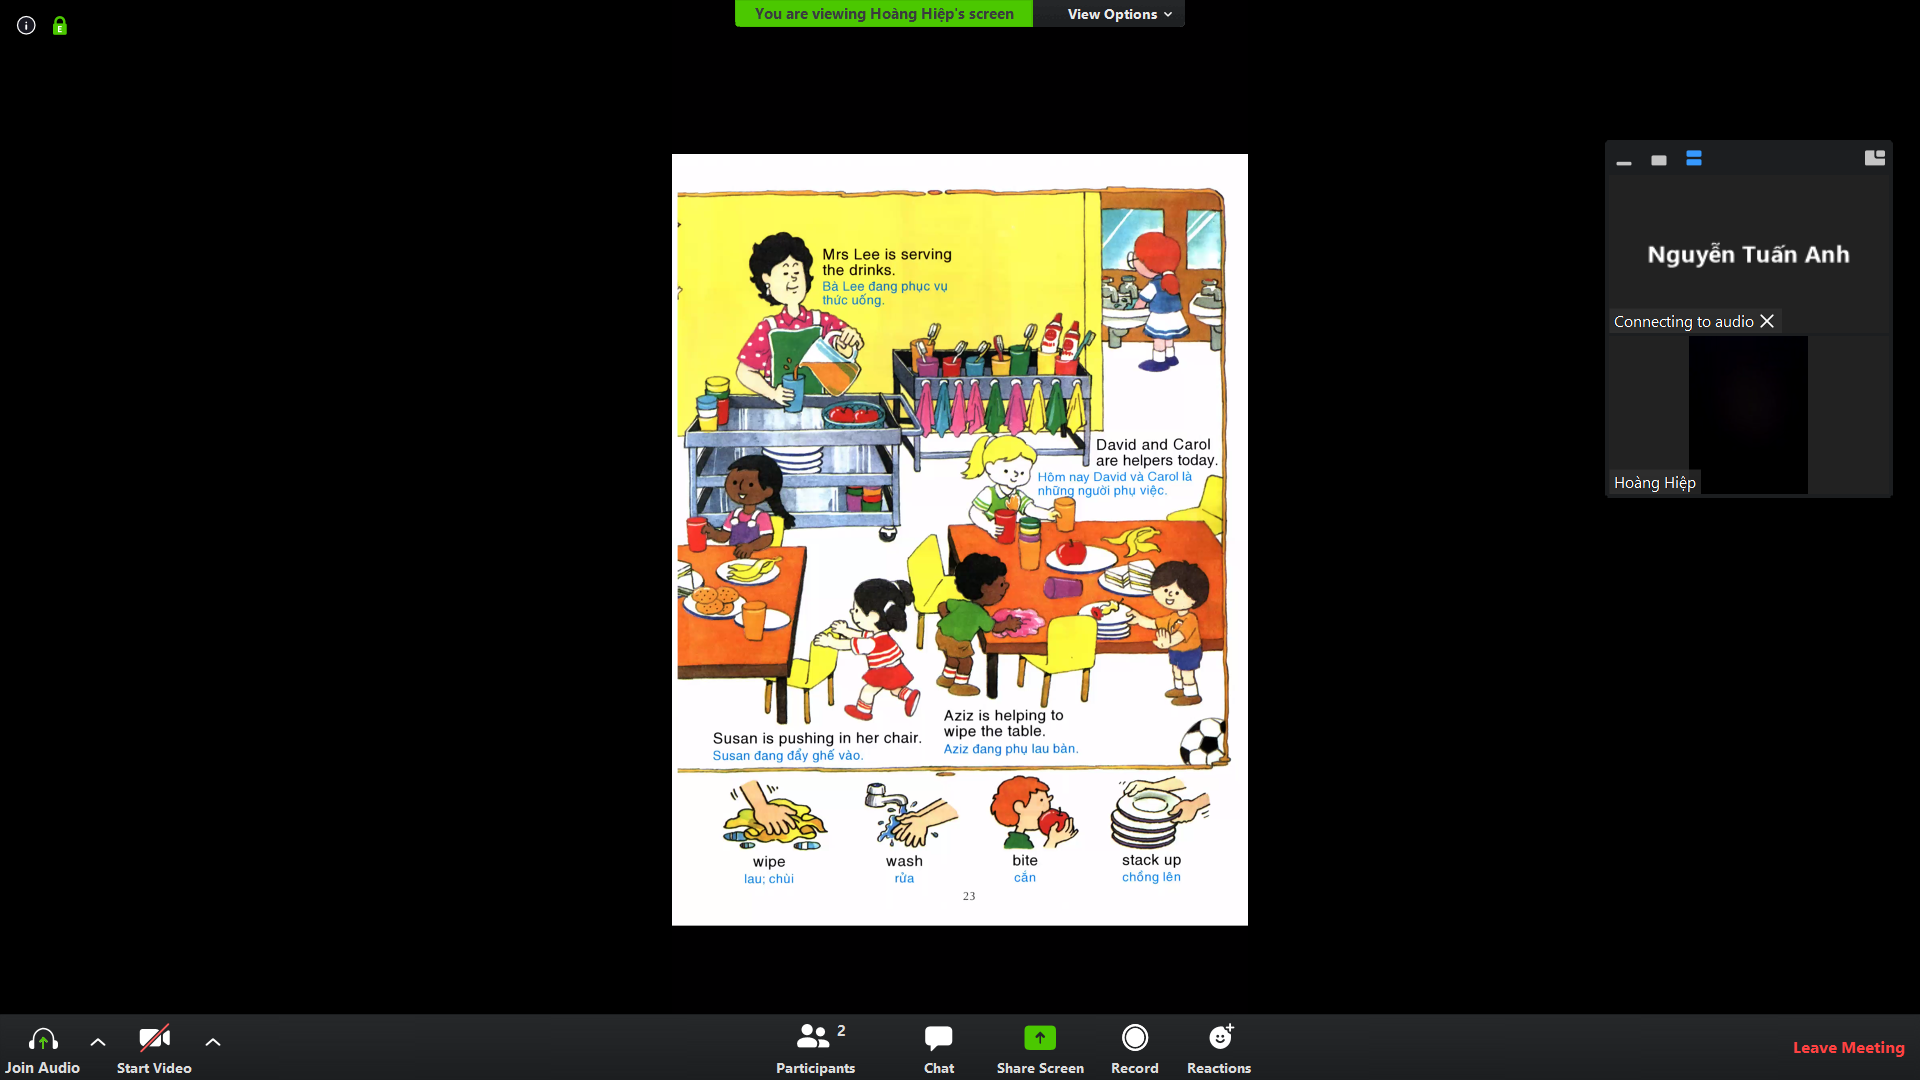 You are viewing Hoàng Hiệp's screen
View Options
Mrs Lee is serving
the drinks.
Bà Lee đang phục vụ
thức uống.
David and Carol
are helpers today.
Hôm nay David và Carol là
những người phụ việc.
Aziz is helping to
wipe the table.
Aziz đang phụ lau bàn.
Susan is pushing in her chair.
Susan đang đẩy ghế vào.
wipe
lau; chùi
wash
rửa
bite
cắn
stack up
chồng lên
23
Nguyễn Tuấn Anh
Connecting to audio
Hoàng Hiệp
Join Audio
Start Video
2
Participants
Chat
Share Screen
Record
Reactions
Leave Meeting